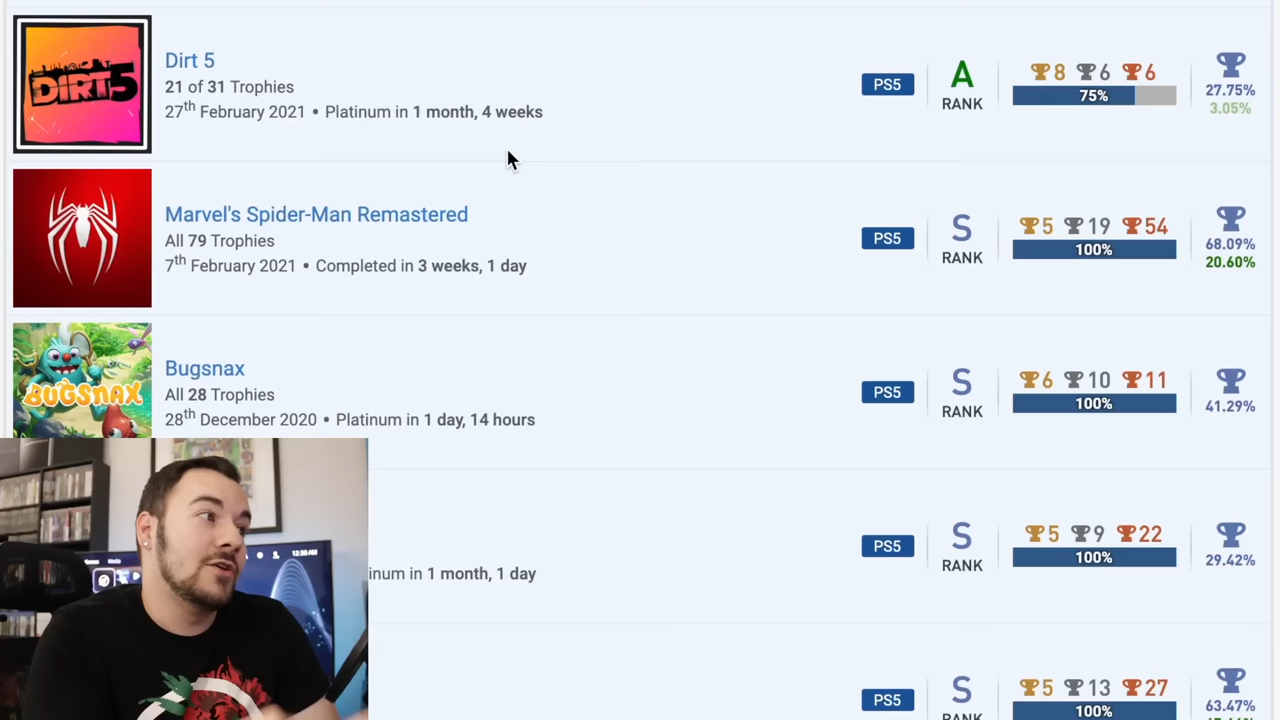 DIRT5
Dirt 5
21 of 31 Trophies
27th February 2021 • Platinum in 1 month, 4 weeks
PS5
A
RANK
8 6 6
75%
27.75%
3.05%
Marvel's Spider-Man Remastered
All 79 Trophies
7th February 2021 • Completed in 3 weeks, 1 day
PS5
S
RANK
5 19 54
100%
68.09%
20.60%
BUGSNAX
Bugsnax
All 28 Trophies
28th December 2020 • Platinum in 1 day, 14 hours
PS5
S
RANK
6 10 11
100%
41.29%
inum in 1 month, 1 day
PS5
S
RANK
5 9 22
100%
29.42%
12:30 AM
PS5
S
RANK
5 13 27
100%
63.47%